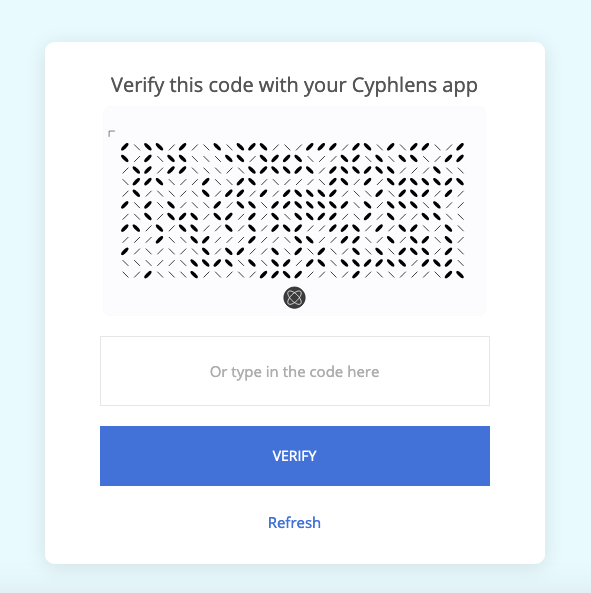 Verify this code with your Cyphlens app
Or type in the code here
VERIFY
Refresh